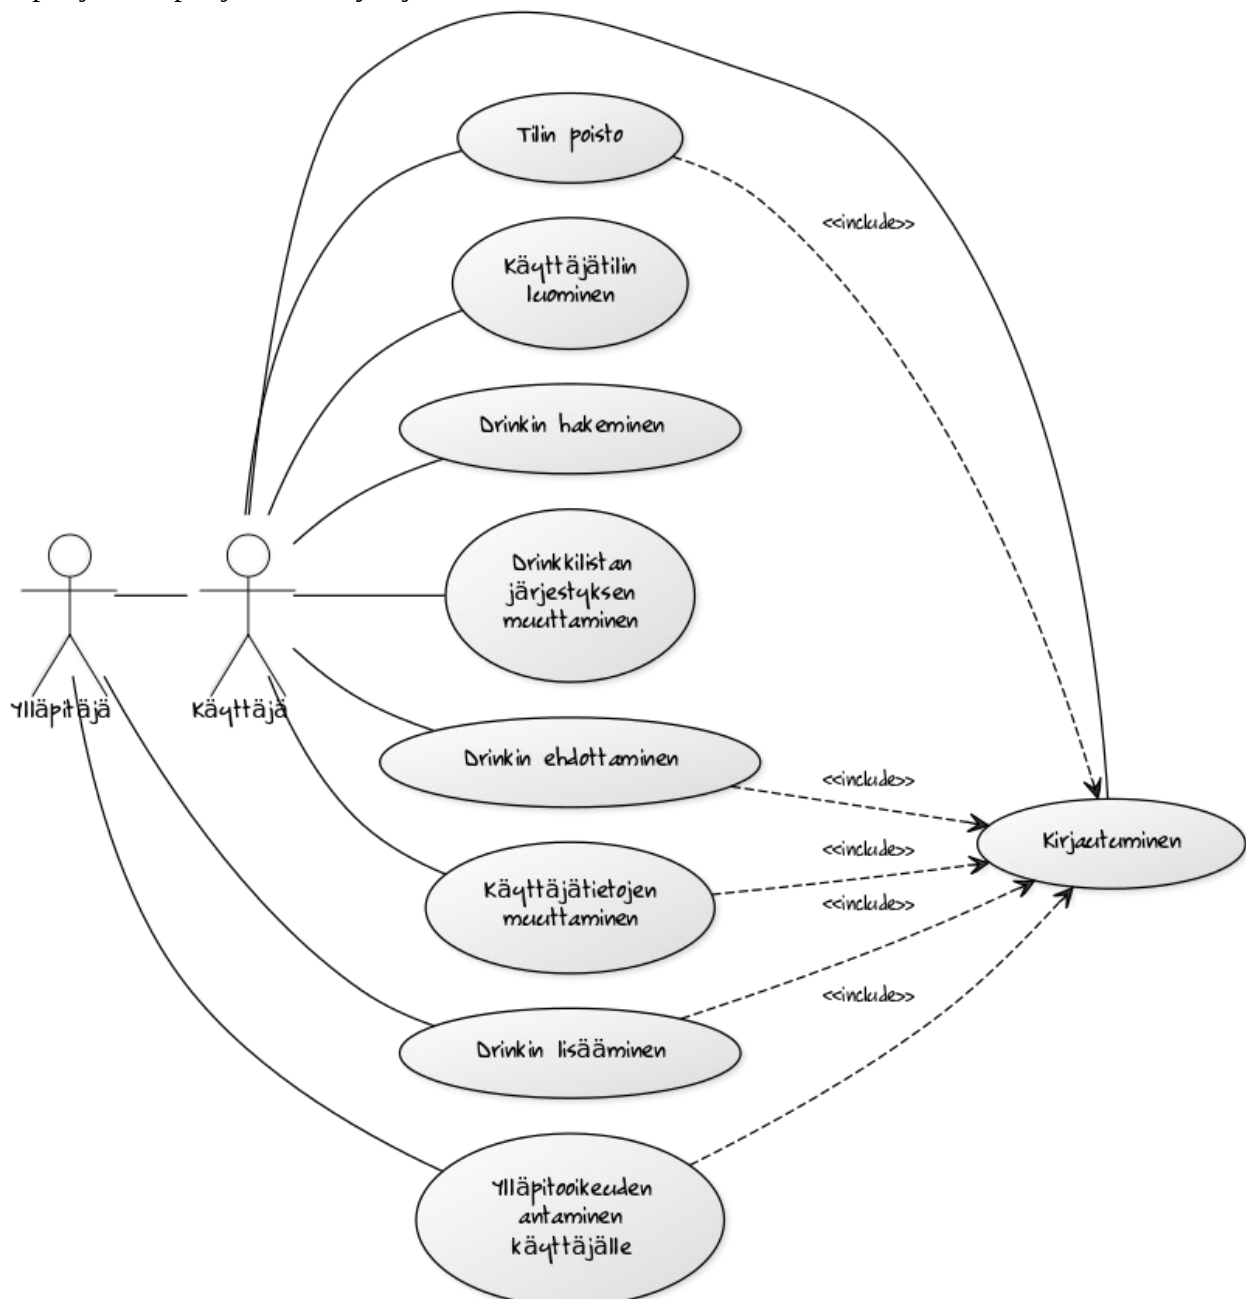 Tilin poisto
<<include>>
Käyttäjätilin
luominen
Drinkin hakeminen
Drinkkilistan
järjestyksen
muuttaminen
Ylläpitäjä
Käyttäjä
Drinkin ehdottaminen
<<include>>
Kirjautuminen
<<include>>
Käyttäjätietojen
muuttaminen
<<include>>
<<include>>
Drinkin lisääminen
Ylläpitooikeuden
antaminen
käyttäjälle